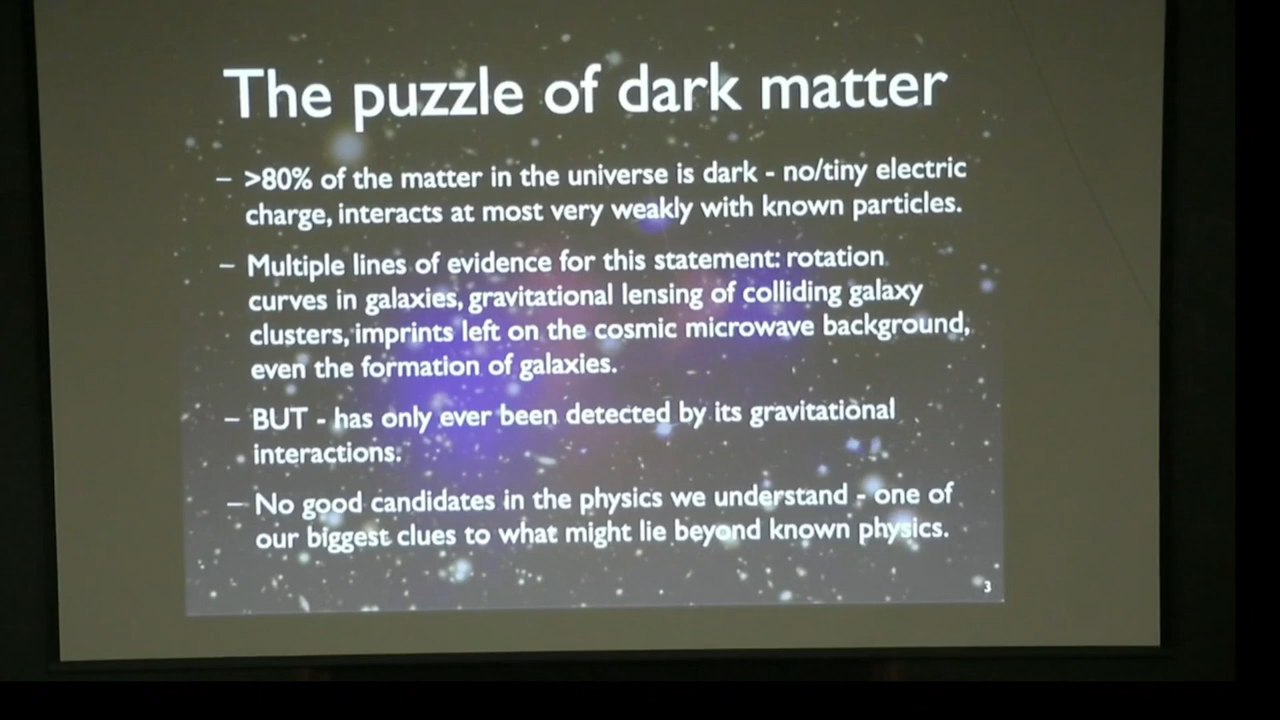 The puzzle of dark matter
– >80% of the matter in the universe is dark - no/tiny electric
charge, interacts at most very weakly with known particles.
– Multiple lines of evidence for this statement: rotation
curves in galaxies, gravitational lensing of colliding galaxy
clusters, imprints left on the cosmic microwave background,
even the formation of galaxies.
– BUT - has only ever been detected by its gravitational
interactions.
– No good candidates in the physics we understand - one of
our biggest clues to what might lie beyond known physics.
3